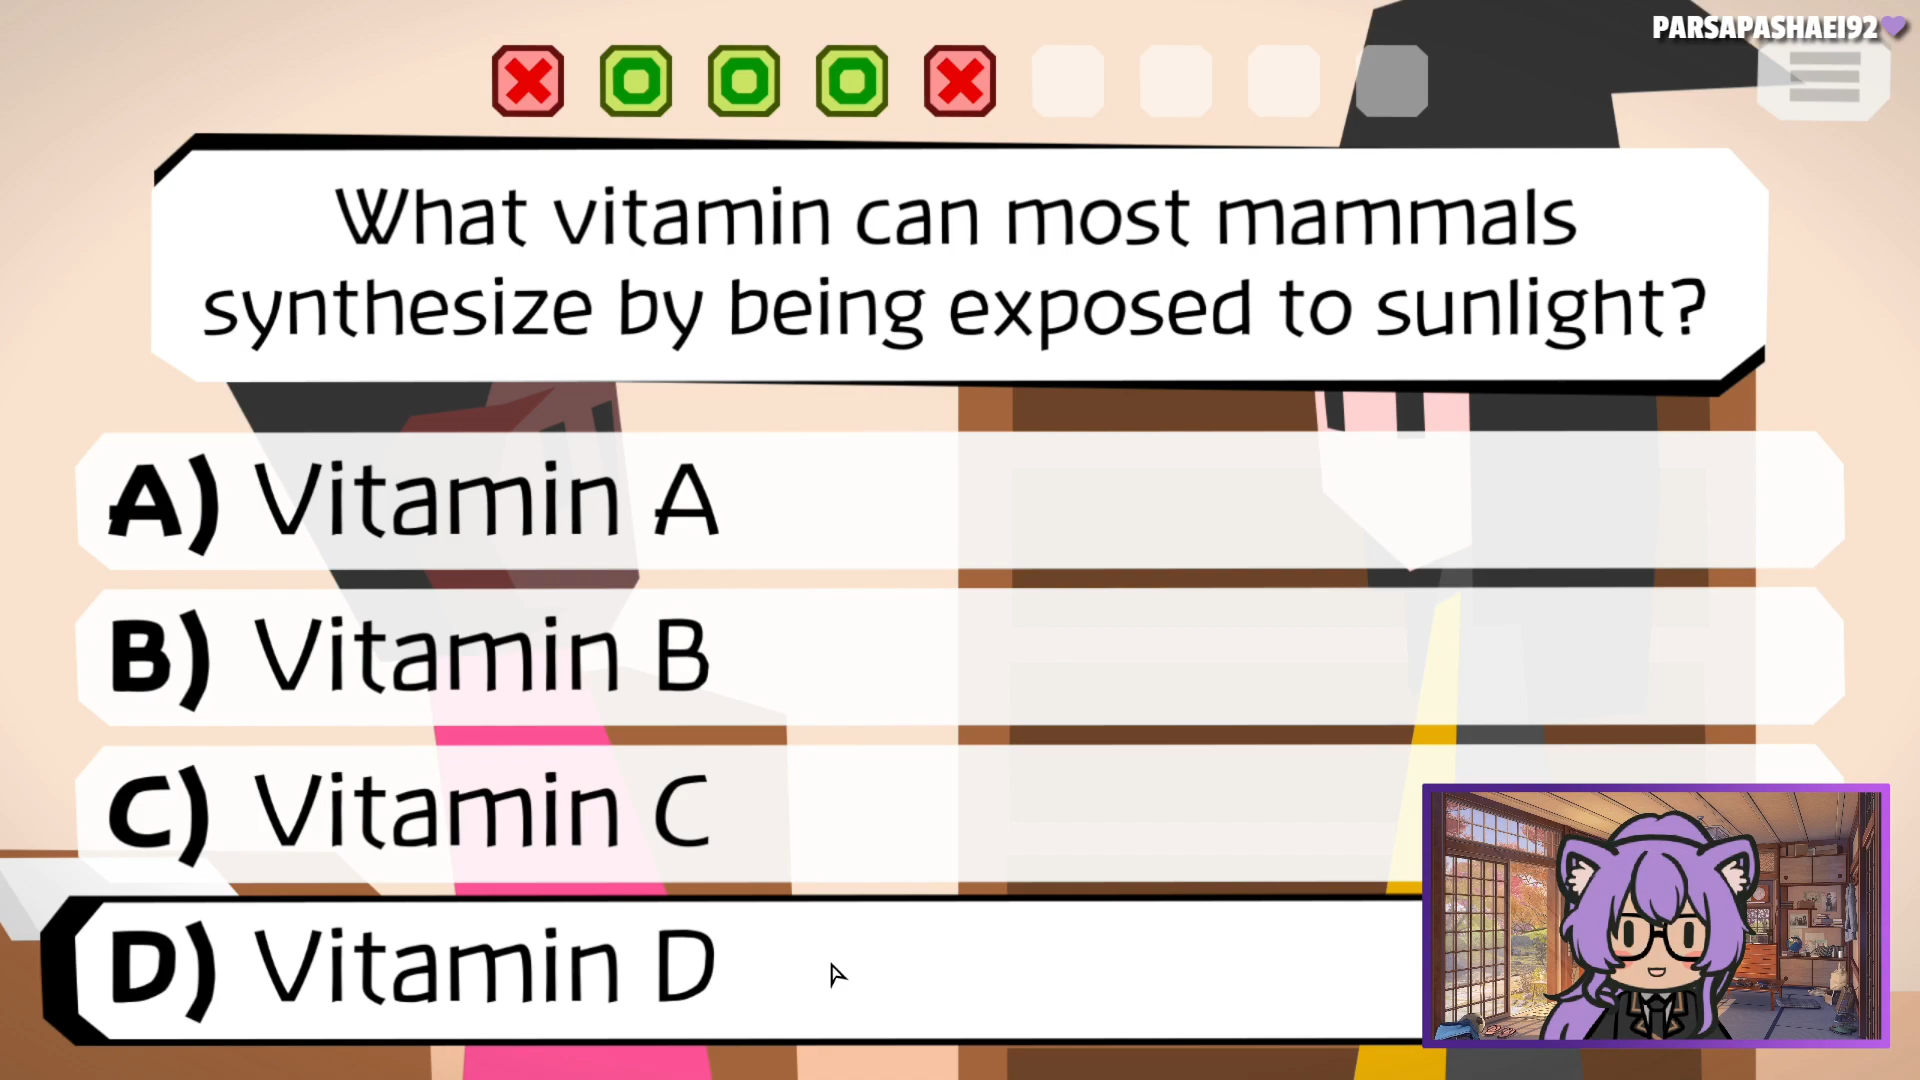 PARSAPASHAEI92
What vitamin can most mammals
synthesize by being exposed to sunlight?
A) Vitamin A
B) Vitamin B
C) Vitamin C
D) Vitamin D